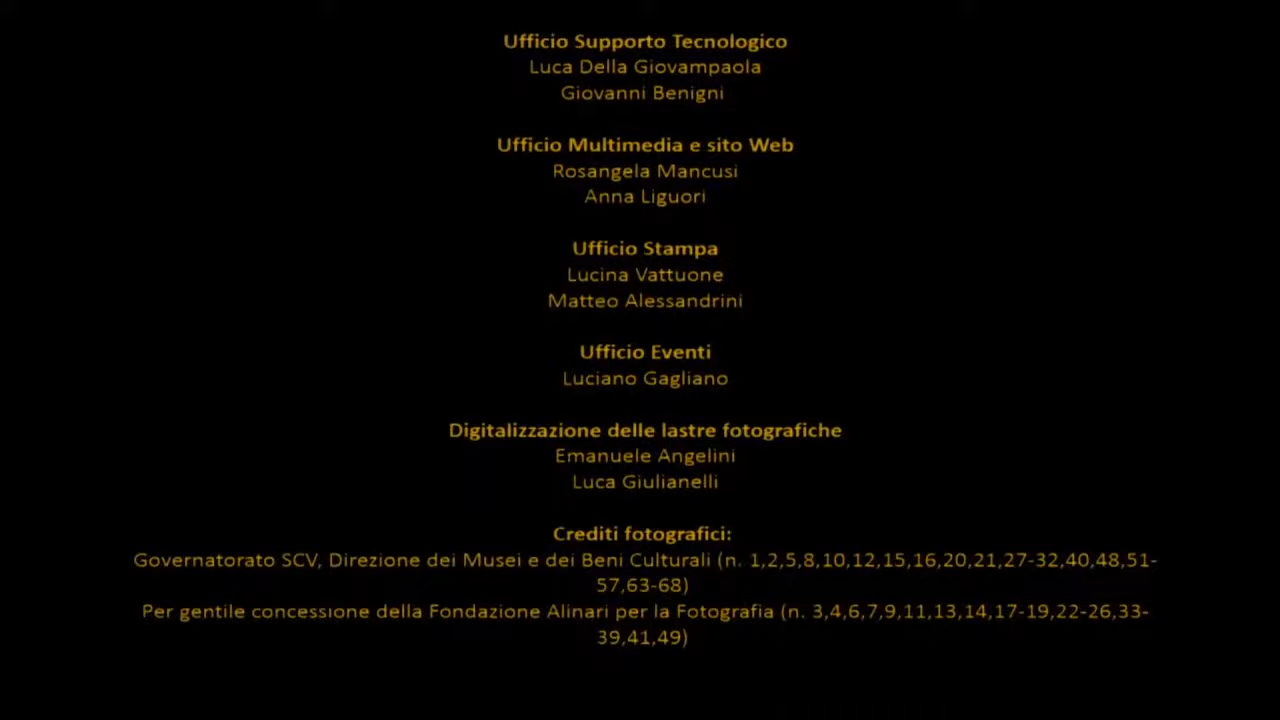 Ufficio Supporto Tecnologico
Luca Della Giovampaola
Giovanni Benigni
Ufficio Multimedia e sito Web
Rosangela Mancusi
Anna Liguori
Ufficio Stampa
Lucina Vattuone
Matteo Alessandrini
Ufficio Eventi
Luciano Gagliano
Digitalizzazione delle lastre fotografiche
Emanuele Angelini
Luca Giulianelli
Crediti fotografici:
Governatorato SCV, Direzione dei Musei e dei Beni Culturali (n. 1,2,5,8,10,12,15,16,20,21,27-32,40,48,51-
57,63-68)
Per gentile concessione della Fondazione Alinari per la Fotografia (n. 3,4,6,7,9,11,13,14,17-19,22-26,33-
39,41,49)